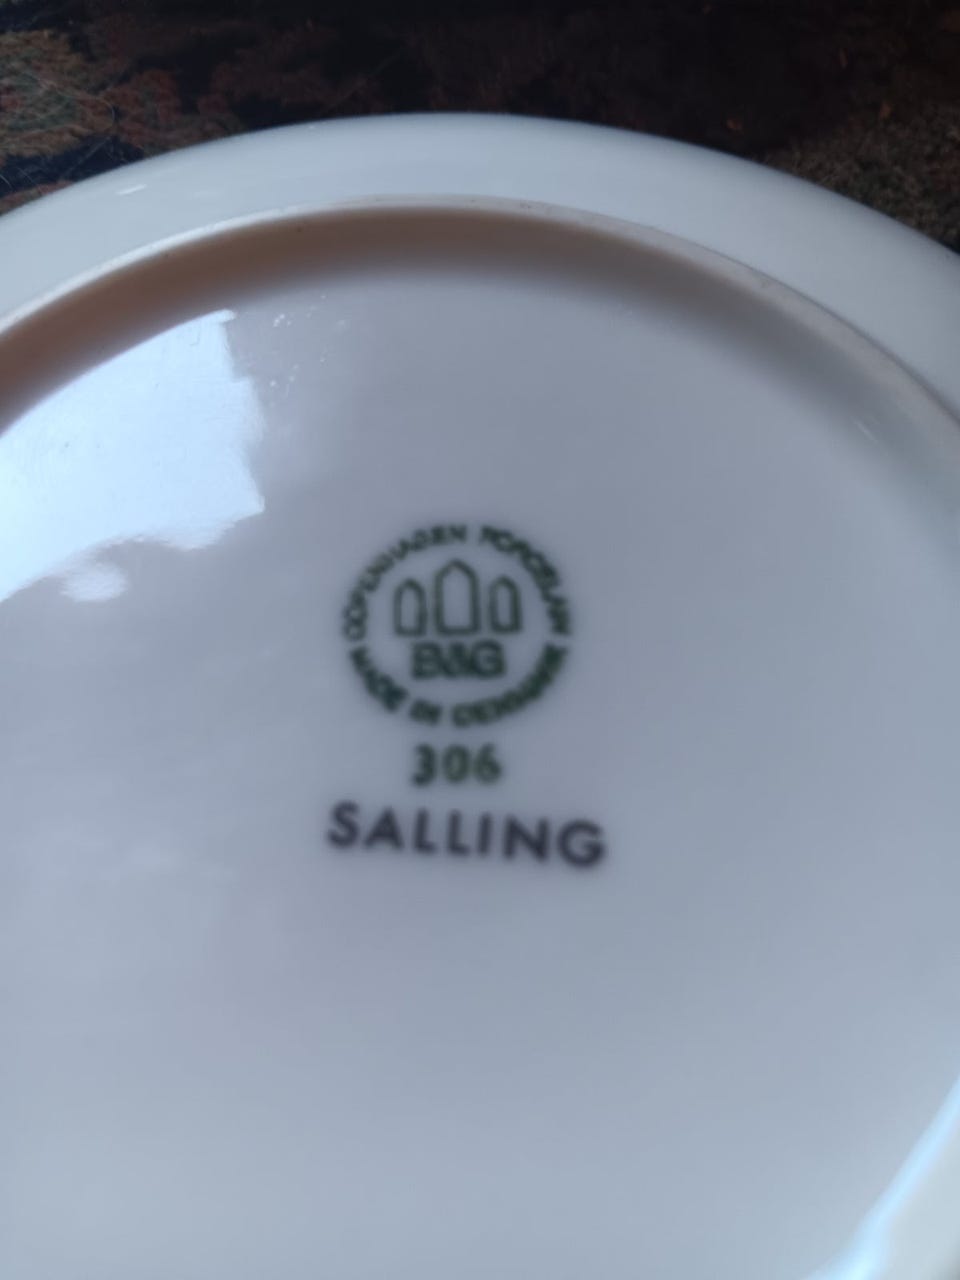 COPENHAGEN PORCELAIN
B&G
MADE IN DENMARK
306
SALLING